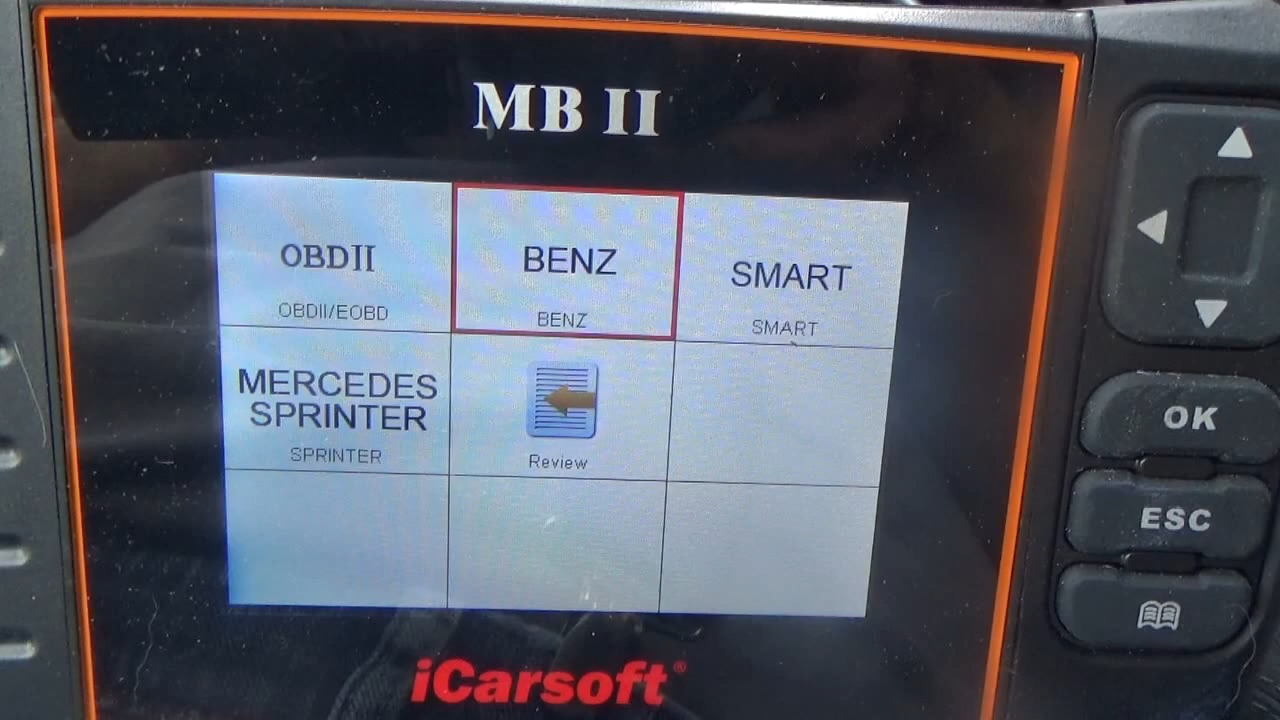 MB II
OBDII
OBDII/EOBD
BENZ
BENZ
SMART
SMART
MERCEDES
SPRINTER
SPRINTER
Review
iCarsoft®
OK
ESC